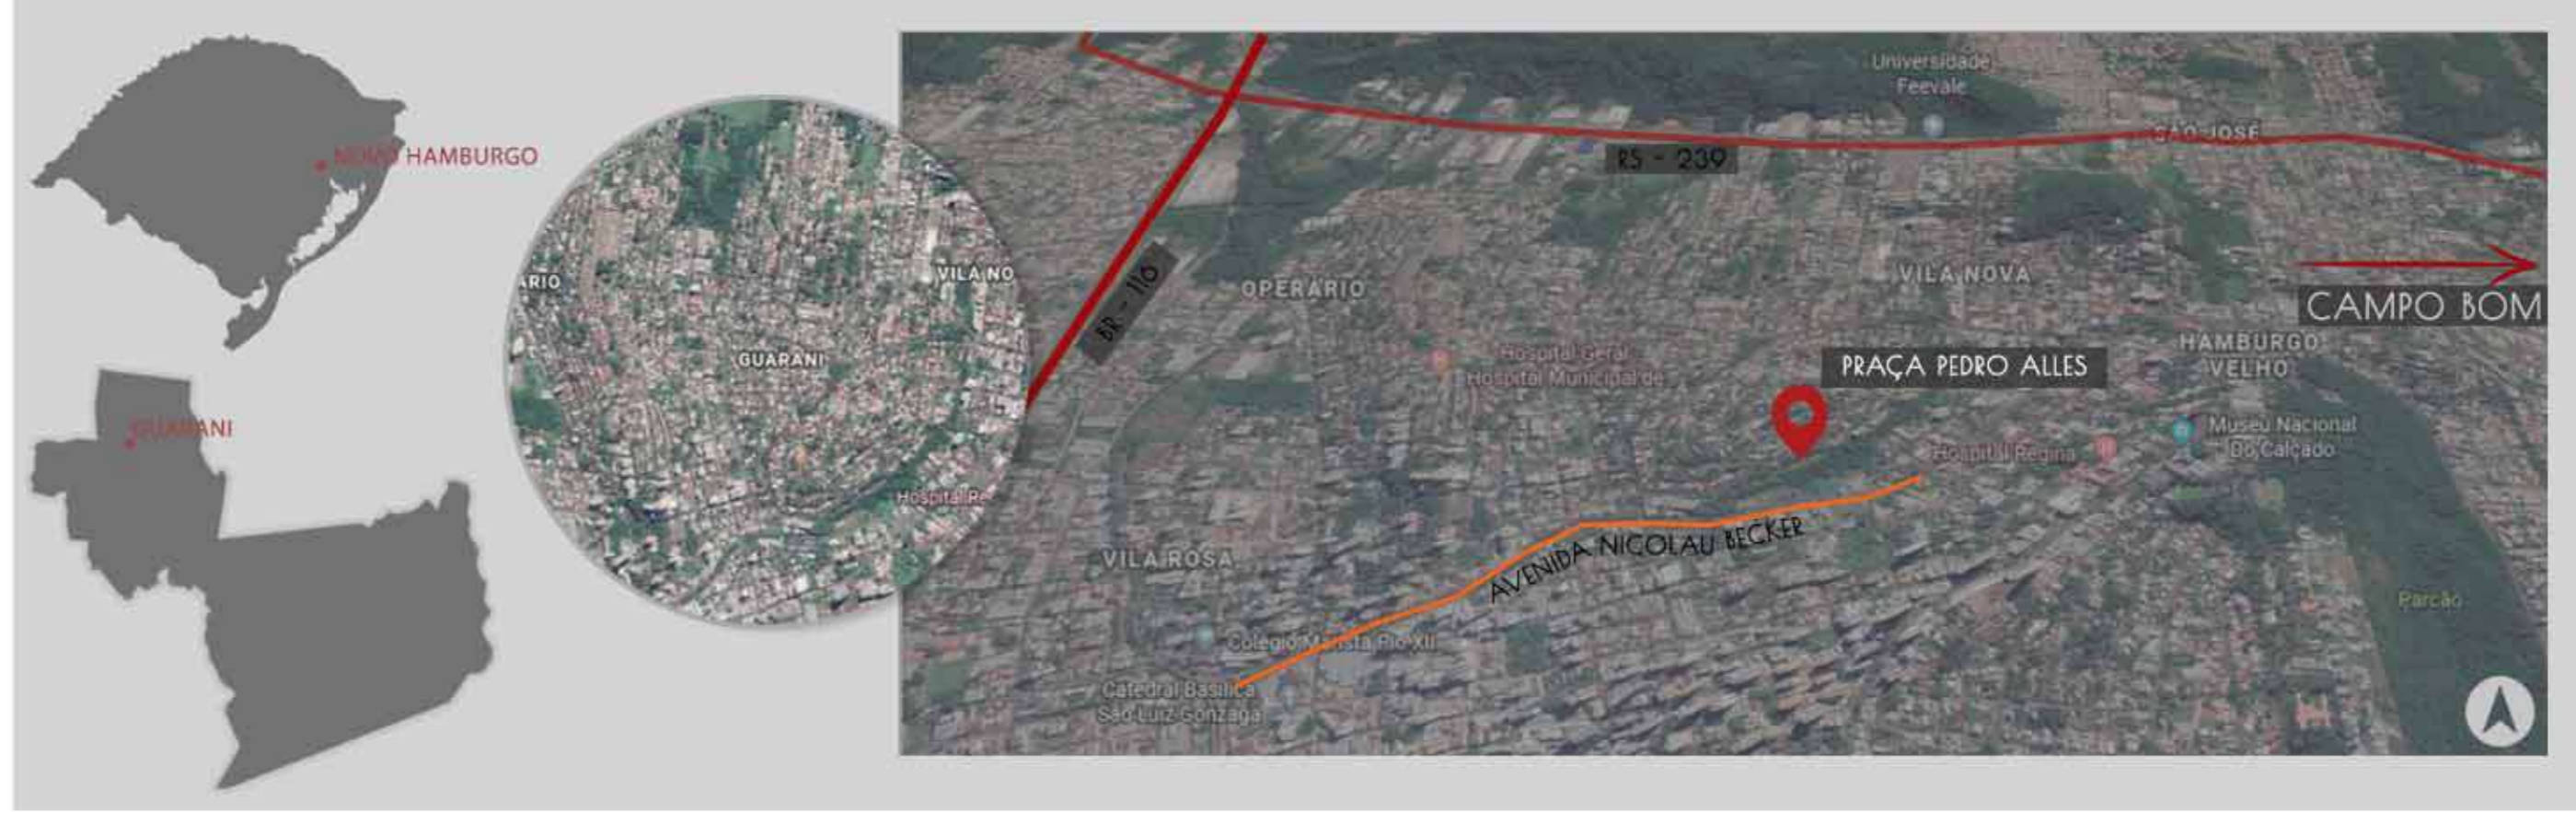 NOVO HAMBURGO
GUARANI
ARIO
VILA NO
GUARANI
Hospital Re
Universidade
Feevale
SÃO JOSÉ
RS - 239
BR - 116
OPERÁRIO
VILA NOVA
CAMPO BOM
HAMBURGO
VELHO
Hospital Geral
Hospital Municipal de
PRAÇA PEDRO ALLES
Museu Nacional
Do Calçado
Hospital Regina
AVENIDA NICOLAU BECKER
VILA ROSA
Parcão
Colégio Marista Pio XII
Catedral Basílica
São Luiz Gonzaga